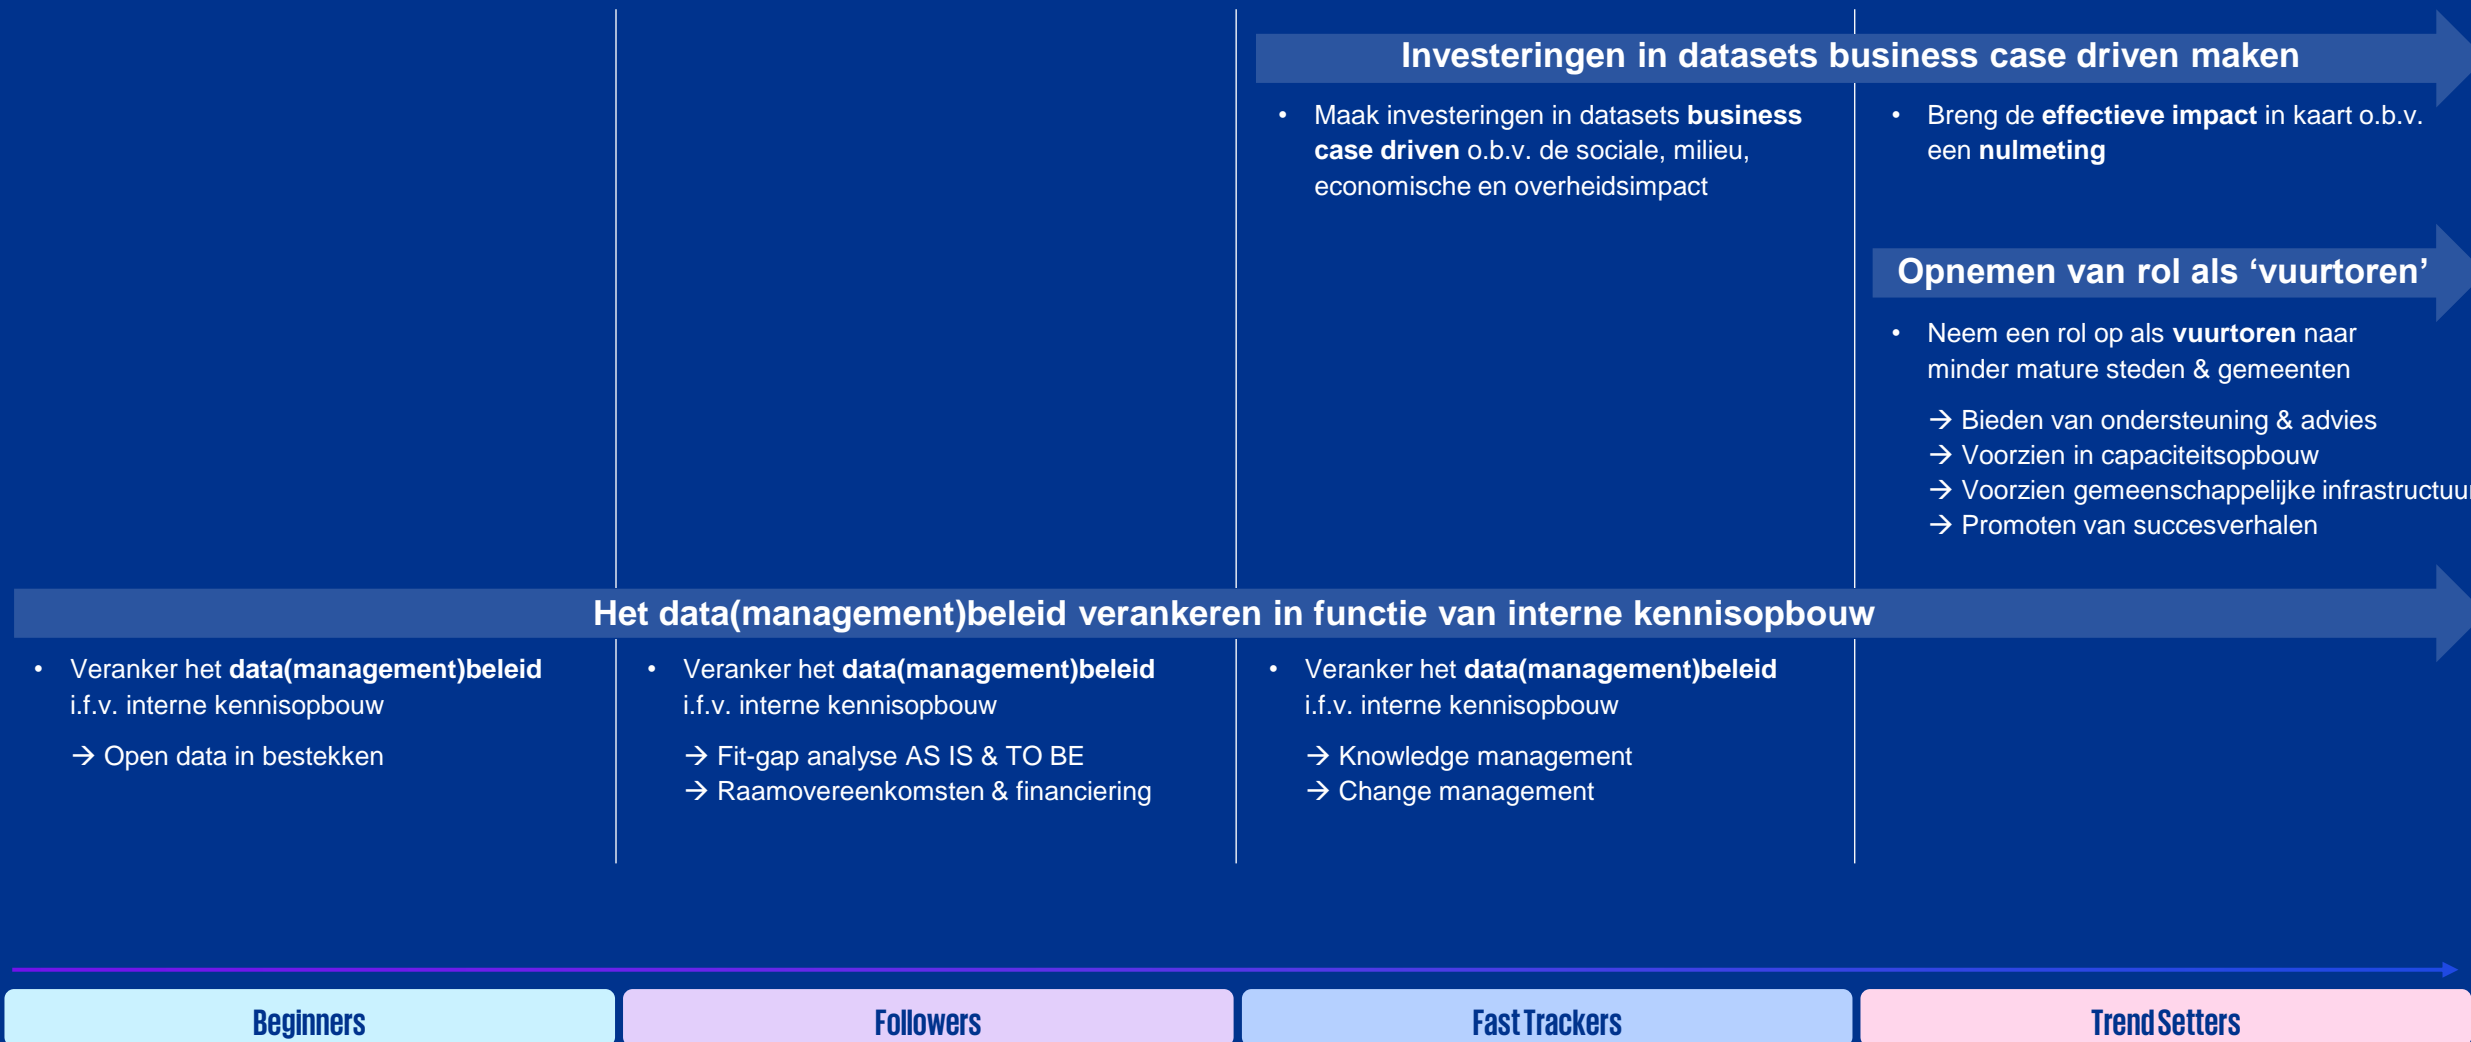 Investeringen in datasets business case driven maken
• Maak investeringen in datasets business
case driven o.b.v. de sociale, milieu,
economische en overheidsimpact
• Breng de effectieve impact in kaart o.b.v.
een nulmeting
Opnemen van rol als ‘vuurtoren’
• Neem een rol op als vuurtoren naar
minder mature steden & gemeenten
→ Bieden van ondersteuning & advies
→ Voorzien in capaciteitsopbouw
→ Voorzien gemeenschappelijke infrastructuur
→ Promoten van succesverhalen
Het data(management)beleid verankeren in functie van interne kennisopbouw
• Veranker het data(management)beleid
i.f.v. interne kennisopbouw
→ Open data in bestekken
• Veranker het data(management)beleid
i.f.v. interne kennisopbouw
→ Fit-gap analyse AS IS & TO BE
→ Raamovereenkomsten & financiering
• Veranker het data(management)beleid
i.f.v. interne kennisopbouw
→ Knowledge management
→ Change management
Beginners
Followers
Fast Trackers
Trend Setters